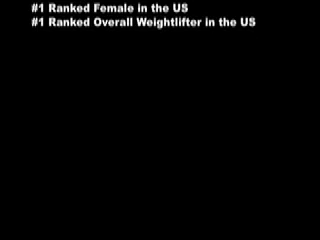 #1 Ranked Female in the US
#1 Ranked Overall Weightlifter in the US